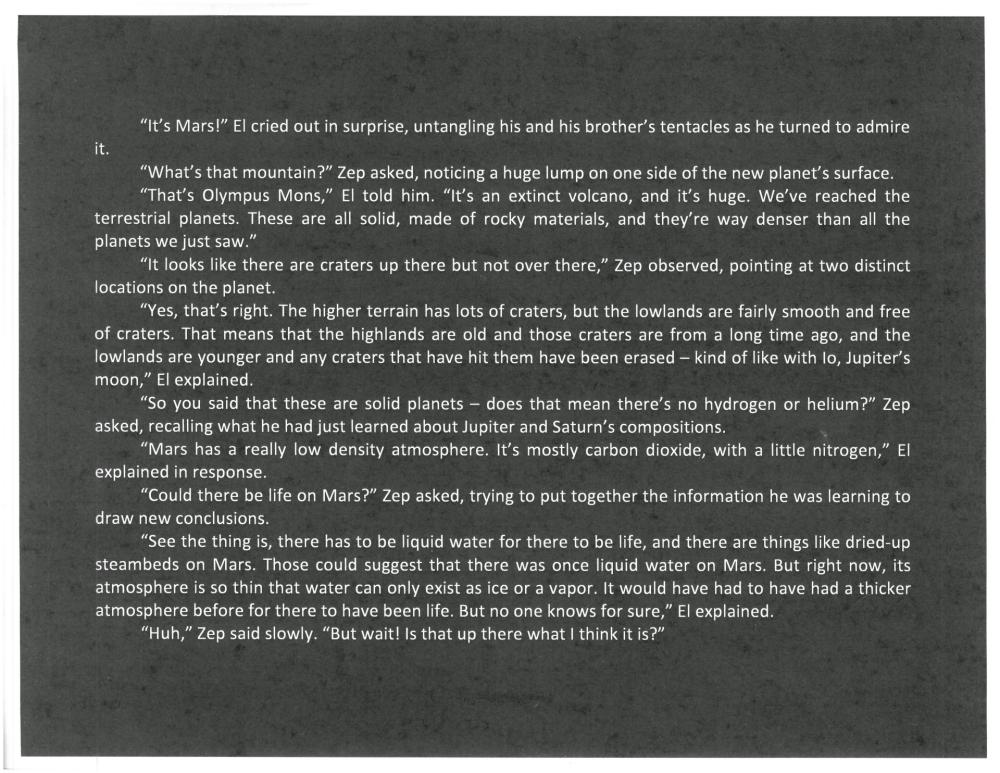 “It’s Mars!” El cried out in surprise, untangling his and his brother’s tentacles as he turned to admire
it.
“What’s that mountain?” Zep asked, noticing a huge lump on one side of the new planet’s surface.
“That’s Olympus Mons,” El told him. “It’s an extinct volcano, and it’s huge. We’ve reached the
terrestrial planets. These are all solid, made of rocky materials, and they’re way denser than all the
planets we just saw.”
“It looks like there are craters up there but not over there,” Zep observed, pointing at two distinct
locations on the planet.
“Yes, that’s right. The higher terrain has lots of craters, but the lowlands are fairly smooth and free
of craters. That means that the highlands are old and those craters are from a long time ago, and the
lowlands are younger and any craters that have hit them have been erased – kind of like with Io, Jupiter’s
moon,” El explained.
“So you said that these are solid planets – does that mean there’s no hydrogen or helium?” Zep
asked, recalling what he had just learned about Jupiter and Saturn’s compositions.
“Mars has a really low density atmosphere. It’s mostly carbon dioxide, with a little nitrogen,” El
explained in response.
“Could there be life on Mars?” Zep asked, trying to put together the information he was learning to
draw new conclusions.
“See the thing is, there has to be liquid water for there to be life, and there are things like dried-up
steambeds on Mars. Those could suggest that there was once liquid water on Mars. But right now, its
atmosphere is so thin that water can only exist as ice or a vapor. It would have had to have had a thicker
atmosphere before for there to have been life. But no one knows for sure,” El explained.
“Huh,” Zep said slowly. “But wait! Is that up there what I think it is?”